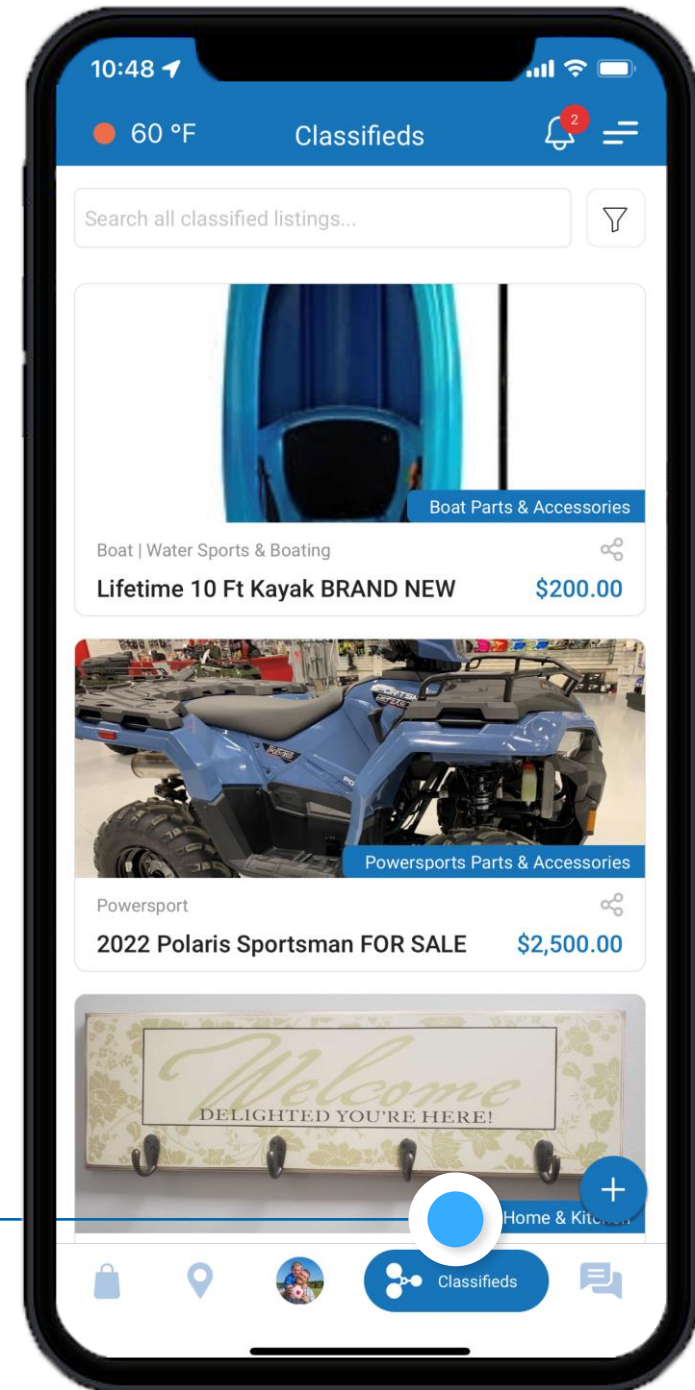 10:48
60 °F
Classifieds
2
Search all classified listings...
Boat Parts & Accessories
Boat | Water Sports & Boating
Lifetime 10 Ft Kayak BRAND NEW
$200.00
SPORTSMAN
Powersports Parts & Accessories
Powersport
2022 Polaris Sportsman FOR SALE
$2,500.00
Welcome
DELIGHTED YOU'RE HERE!
+
Home & Kitchen
Classifieds